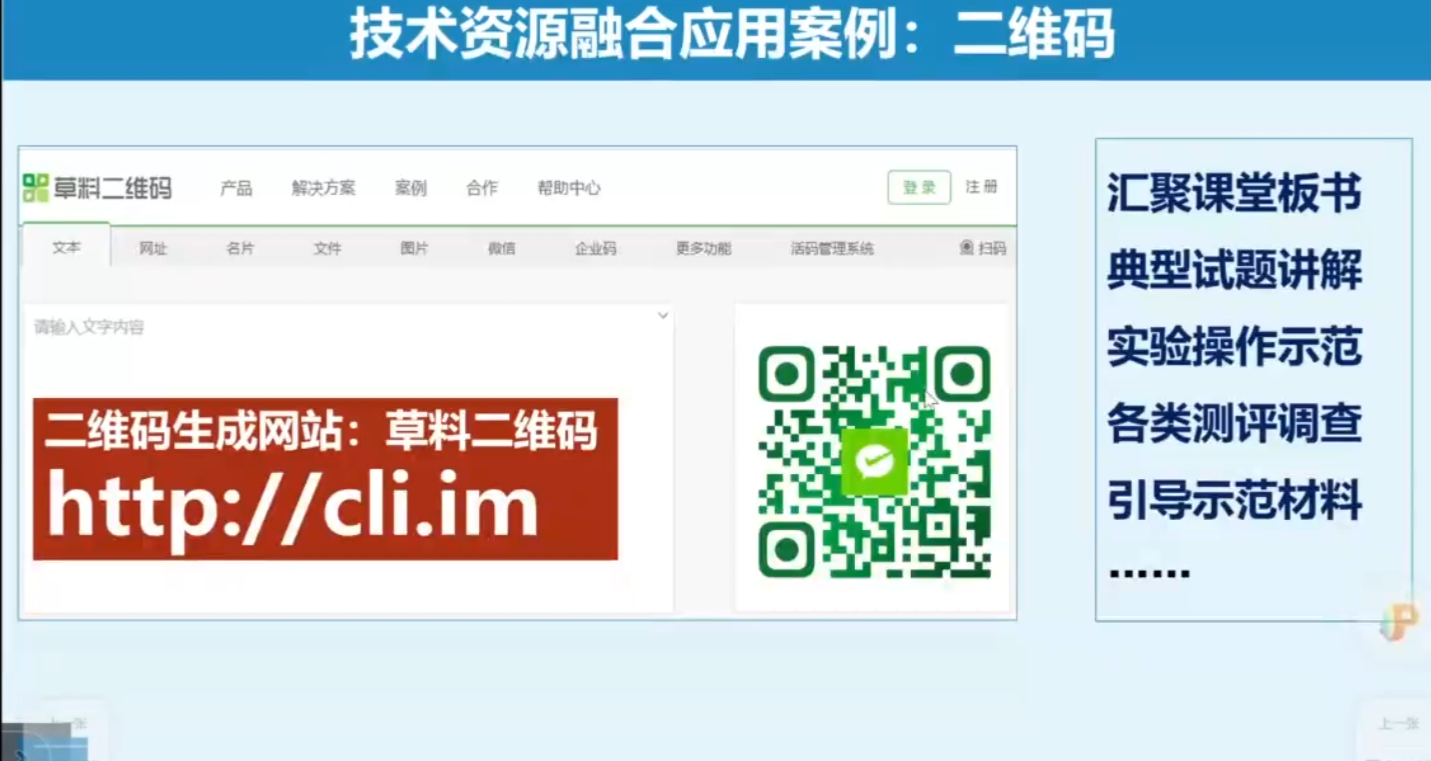 技术资源融合应用案例：二维码
草料二维码 产品 解决方案 案例 合作 帮助中心 登录 注册
文本 网址 名片 文件 图片 微信 企业码 更多功能 活码管理系统 扫码
请输入文字内容
二维码生成网站：草料二维码
http://cli.im
汇聚课堂板书
典型试题讲解
实验操作示范
各类测评调查
引导示范材料
……
上一张
上一张